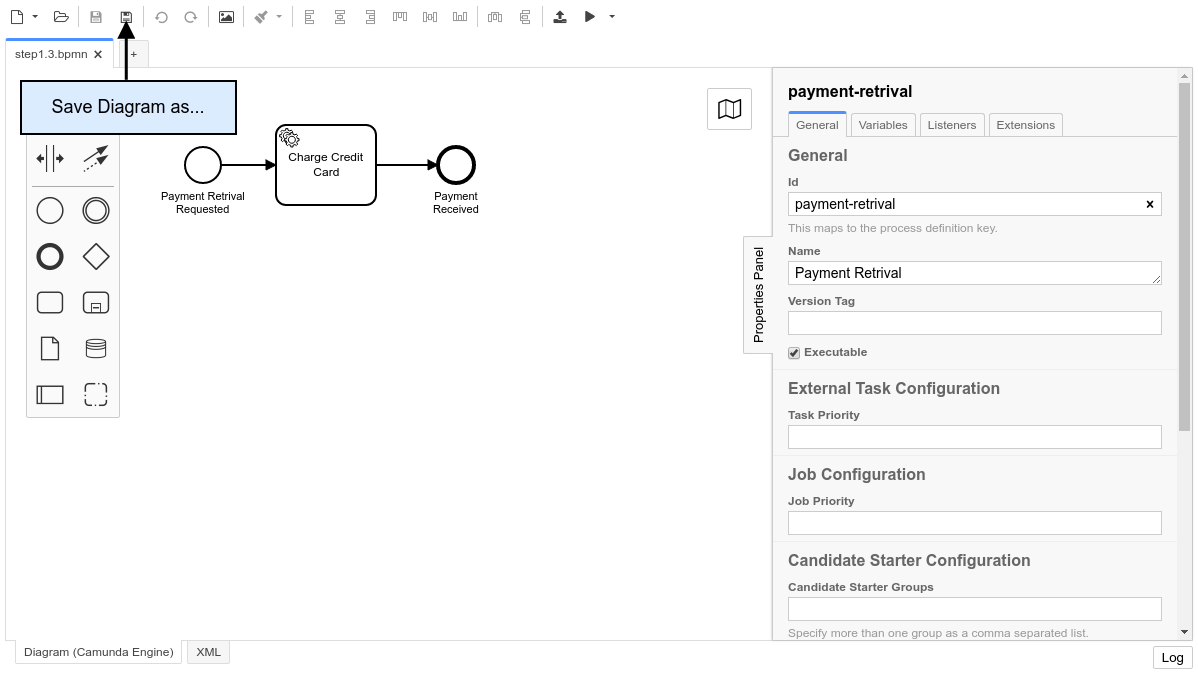 step1.3.bpmn
+
Save Diagram as...
Charge Credit
Card
Payment Retrival
Requested
Payment
Received
Properties Panel
payment-retrival
General
Variables
Listeners
Extensions
General
Id
payment-retrival
This maps to the process definition key.
Name
Payment Retrival
Version Tag
Executable
External Task Configuration
Task Priority
Job Configuration
Job Priority
Candidate Starter Configuration
Candidate Starter Groups
Specify more than one group as a comma separated list.
Diagram (Camunda Engine)
XML
Log